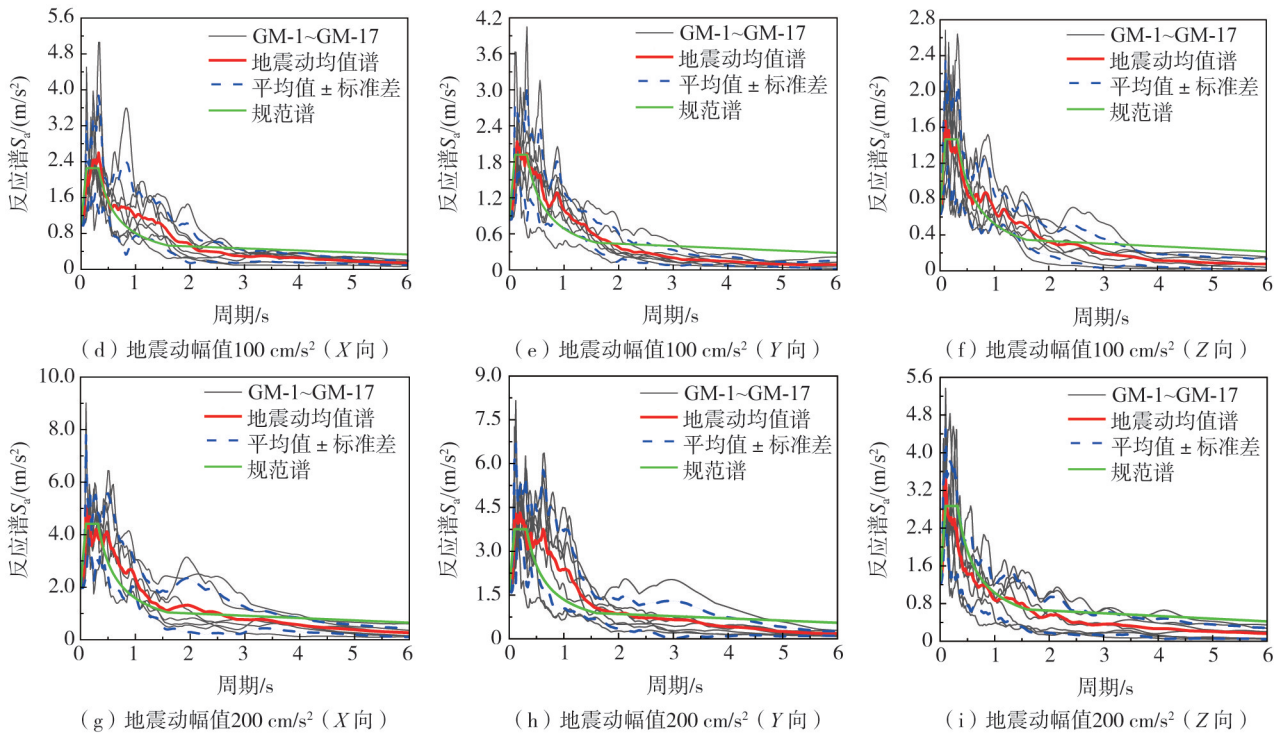 5.6
4.8
4.0
3.2
2.4
1.6
0.8
0
反应谱Sa/(m/s²)
GM-1~GM-17
地震动均值谱
平均值 ± 标准差
规范谱
0 1 2 3 4 5 6
周期/s
（d）地震动幅值100 cm/s²（X向）
4.2
3.6
3.0
2.4
1.8
1.2
0.6
0
反应谱Sa/(m/s²)
GM-1~GM-17
地震动均值谱
平均值 ± 标准差
规范谱
0 1 2 3 4 5 6
周期/s
（e）地震动幅值100 cm/s²（Y向）
2.8
2.4
2.0
1.6
1.2
0.8
0.4
0
反应谱Sa/(m/s²)
GM-1~GM-17
地震动均值谱
平均值 ± 标准差
规范谱
0 1 2 3 4 5 6
周期/s
（f）地震动幅值100 cm/s²（Z向）
10.0
8.0
6.0
4.0
2.0
0
反应谱Sa/(m/s²)
GM-1~GM-17
地震动均值谱
平均值 ± 标准差
规范谱
0 1 2 3 4 5 6
周期/s
（g）地震动幅值200 cm/s²（X向）
9.0
7.5
6.0
4.5
3.0
1.5
0
反应谱Sa/(m/s²)
GM-1~GM-17
地震动均值谱
平均值 ± 标准差
规范谱
0 1 2 3 4 5 6
周期/s
（h）地震动幅值200 cm/s²（Y向）
5.6
4.8
4.0
3.2
2.4
1.6
0.8
0
反应谱Sa/(m/s²)
GM-1~GM-17
地震动均值谱
平均值 ± 标准差
规范谱
0 1 2 3 4 5 6
周期/s
（i）地震动幅值200 cm/s²（Z向）